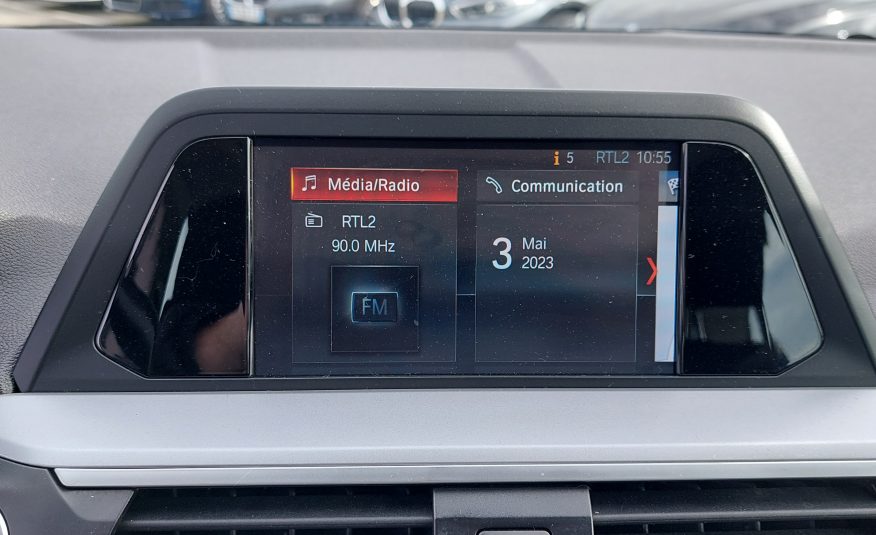 i 5 RTL2 10:55
Média/Radio
RTL2
90.0 MHz
FM
Communication
3 Mai
2023